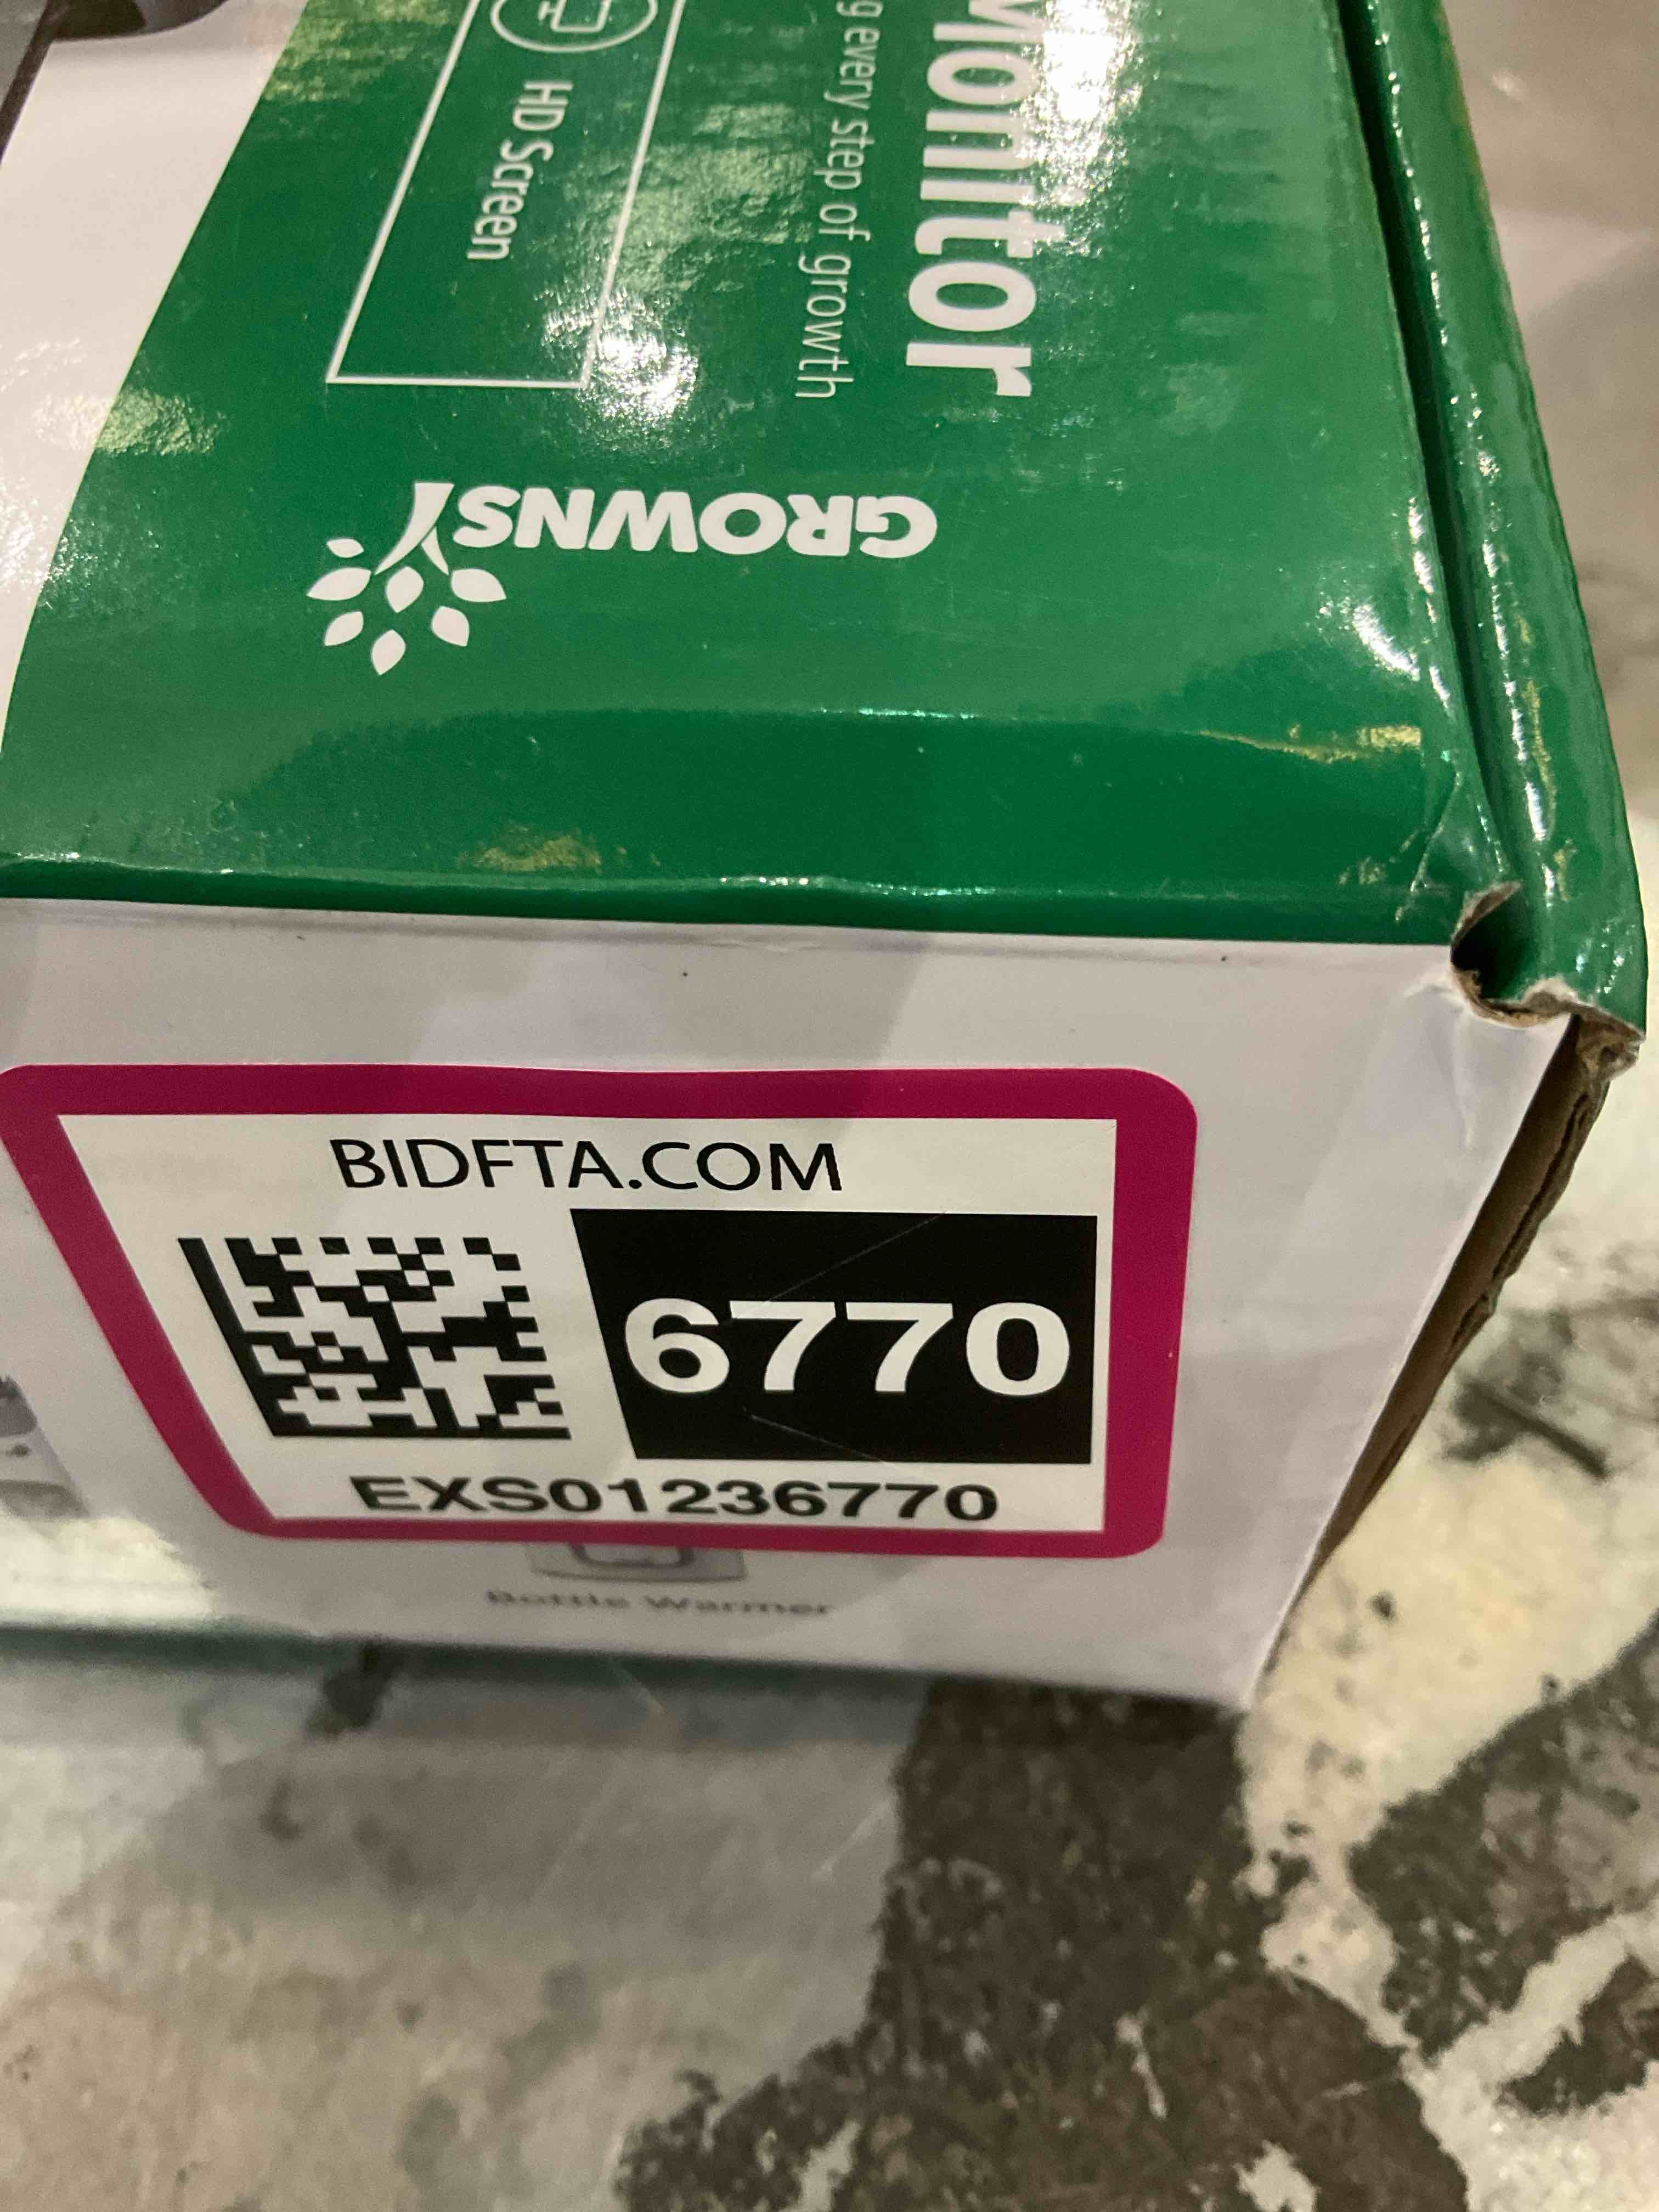 Monitor
g every step of growth
HD Screen
GROWNSY
BIDFTA.COM
6770
EXS01236770
Bottle Warmer